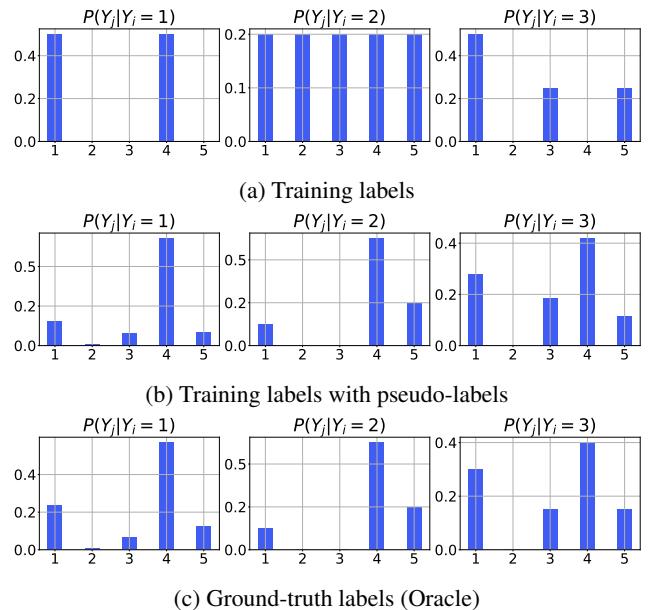 P(Y_j|Y_i = 1) P(Y_j|Y_i = 2) P(Y_j|Y_i = 3)
0.4 0.2 0.4
0.2 0.1 0.2
0.0 0.0 0.0
1 2 3 4 5 1 2 3 4 5 1 2 3 4 5
(a) Training labels
P(Y_j|Y_i = 1) P(Y_j|Y_i = 2) P(Y_j|Y_i = 3)
0.5 0.5 0.4
0.2 0.2 0.2
0.0 0.0 0.0
1 2 3 4 5 1 2 3 4 5 1 2 3 4 5
(b) Training labels with pseudo-labels
P(Y_j|Y_i = 1) P(Y_j|Y_i = 2) P(Y_j|Y_i = 3)
0.4 0.5 0.4
0.2 0.2 0.2
0.0 0.0 0.0
1 2 3 4 5 1 2 3 4 5 1 2 3 4 5
(c) Ground-truth labels (Oracle)